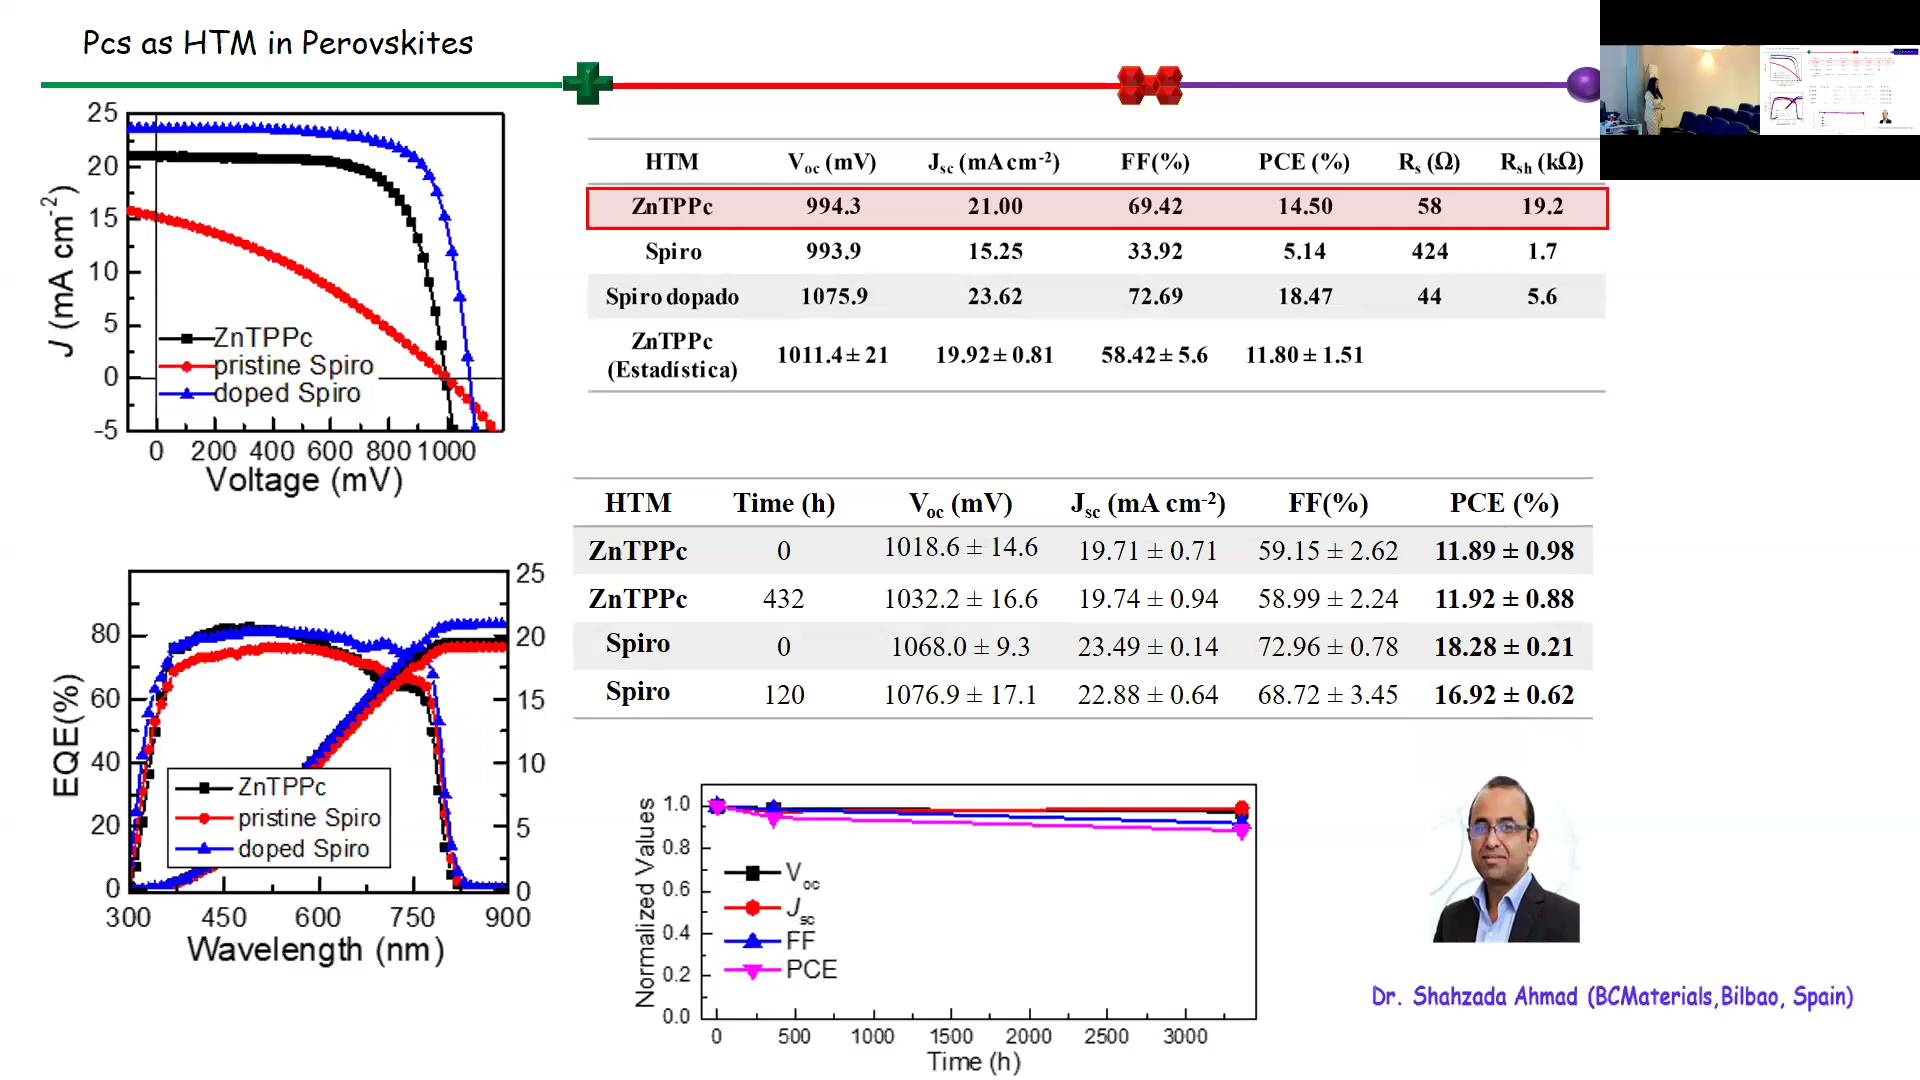 Pcs as HTM in Perovskites
25
20
15
10
5
0
-5
J (mA cm-2)
ZnTPPc
pristine Spiro
doped Spiro
0 200 400 600 800 1000
Voltage (mV)
HTM Voc (mV) Jsc (mA cm-2) FF(%) PCE (%) Rs (Ω) Rsh (kΩ)
ZnTPPc 994.3 21.00 69.42 14.50 58 19.2
Spiro 993.9 15.25 33.92 5.14 424 1.7
Spiro dopado 1075.9 23.62 72.69 18.47 44 5.6
ZnTPPc
(Estadística) 1011.4 ± 21 19.92 ± 0.81 58.42 ± 5.6 11.80 ± 1.51
HTM Time (h) Voc (mV) Jsc (mA cm-2) FF(%) PCE (%)
ZnTPPc 0 1018.6 ± 14.6 19.71 ± 0.71 59.15 ± 2.62 11.89 ± 0.98
ZnTPPc 432 1032.2 ± 16.6 19.74 ± 0.94 58.99 ± 2.24 11.92 ± 0.88
Spiro 0 1068.0 ± 9.3 23.49 ± 0.14 72.96 ± 0.78 18.28 ± 0.21
Spiro 120 1076.9 ± 17.1 22.88 ± 0.64 68.72 ± 3.45 16.92 ± 0.62
80
60
40
20
0
EQE(%)
25
20
15
10
5
0
ZnTPPc
pristine Spiro
doped Spiro
300 450 600 750 900
Wavelength (nm)
1.0
0.8
0.6
0.4
0.2
0.0
Normalized Values
Voc
Jsc
FF
PCE
0 500 1000 1500 2000 2500 3000
Time (h)
Dr. Shahzada Ahmad (BCMaterials,Bilbao, Spain)